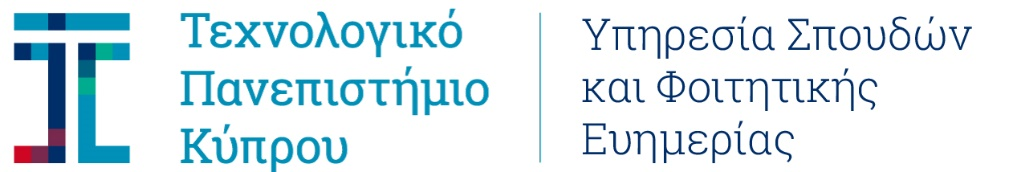 Τεχνολογικό
Πανεπιστήμιο
Κύπρου
Υπηρεσία Σπουδών
και Φοιτητικής
Ευημερίας